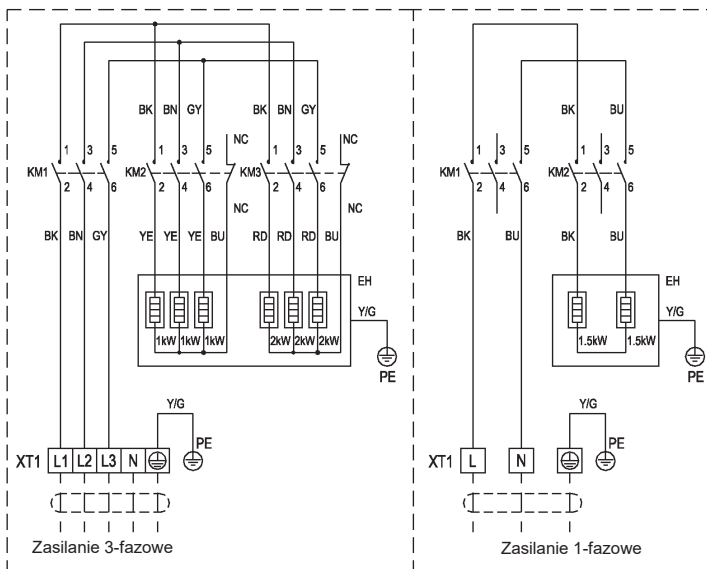 BK BN GY BK BN GY
NC NC
1 3 5 1 3 5 1 3 5
KM1 KM2 KM3
2 4 6 2 4 6 2 4 6
NC NC
BK BN GY YE YE YE BU RD RD RD BU
EH
Y/G
1kW 1kW 1kW 2kW 2kW 2kW
PE
Y/G
PE
XT1 L1 L2 L3 N
Zasilanie 3-fazowe
BK BU
1 3 5 1 3 5
KM1 KM2
2 4 6 2 4 6
BK BU BK BU
EH
Y/G
1.5kW 1.5kW
PE
Y/G
PE
XT1 L N
Zasilanie 1-fazowe